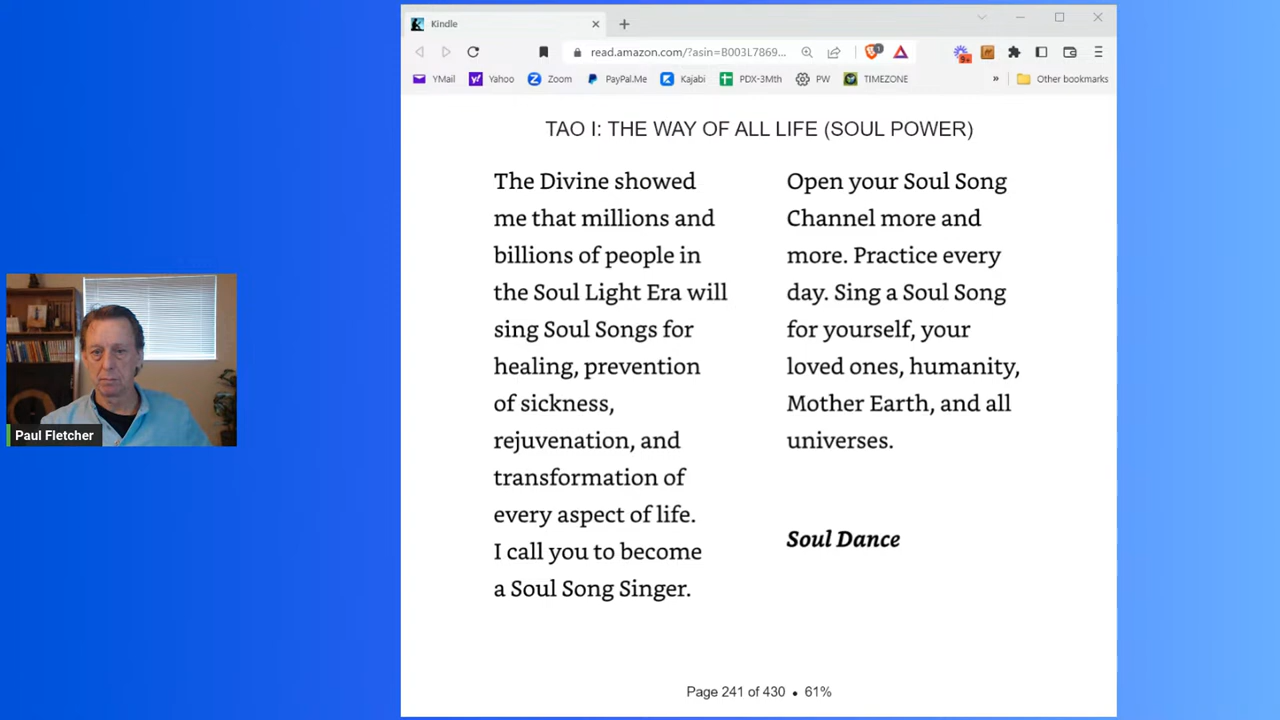 Kindle
read.amazon.com/?asin=B003L7869...
1
9+
YMail
Yahoo
Zoom
PayPal.Me
Kajabi
PDX-3Mth
PW
TIMEZONE
»
Other bookmarks
TAO I: THE WAY OF ALL LIFE (SOUL POWER)
The Divine showed
me that millions and
billions of people in
the Soul Light Era will
sing Soul Songs for
healing, prevention
of sickness,
rejuvenation, and
transformation of
every aspect of life.
I call you to become
a Soul Song Singer.
Open your Soul Song
Channel more and
more. Practice every
day. Sing a Soul Song
for yourself, your
loved ones, humanity,
Mother Earth, and all
universes.
Soul Dance
Page 241 of 430 • 61%
Paul Fletcher